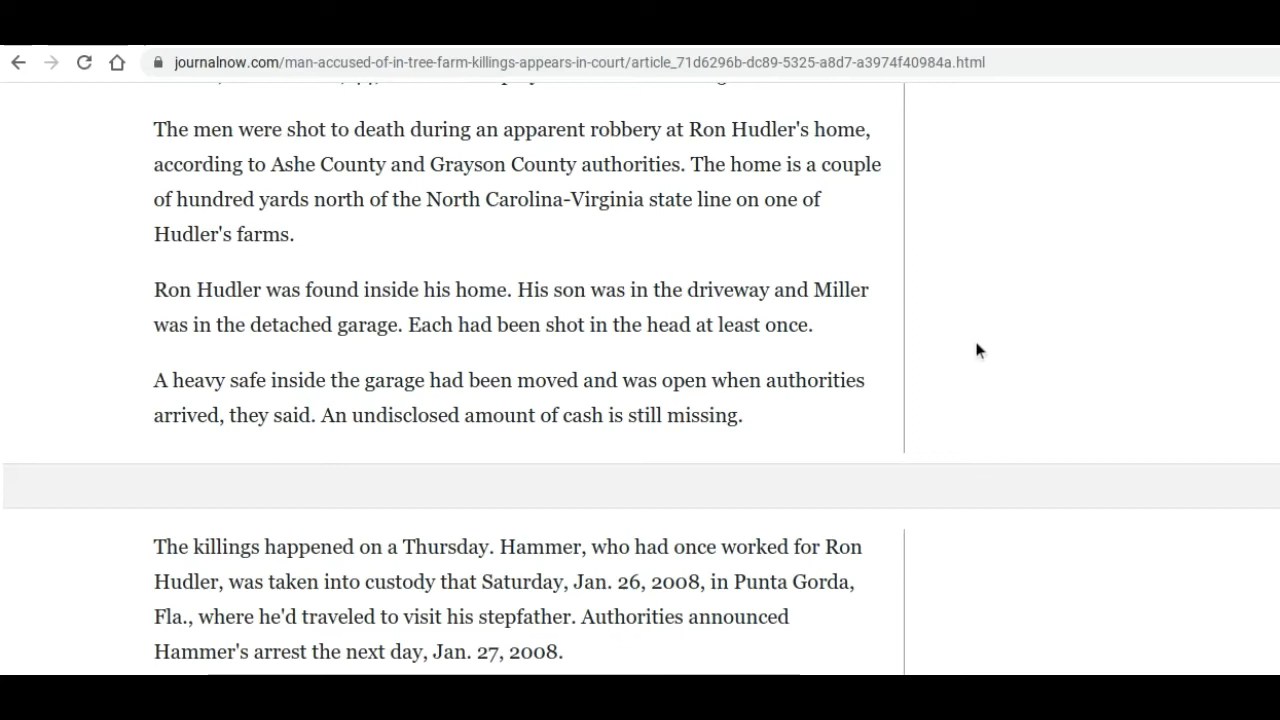 journalnow.com/man-accused-of-in-tree-farm-killings-appears-in-court/article_71d6296b-dc89-5325-a8d7-a3974f40984a.html
The men were shot to death during an apparent robbery at Ron Hudler's home,
according to Ashe County and Grayson County authorities. The home is a couple
of hundred yards north of the North Carolina-Virginia state line on one of
Hudler's farms.
Ron Hudler was found inside his home. His son was in the driveway and Miller
was in the detached garage. Each had been shot in the head at least once.
A heavy safe inside the garage had been moved and was open when authorities
arrived, they said. An undisclosed amount of cash is still missing.
The killings happened on a Thursday. Hammer, who had once worked for Ron
Hudler, was taken into custody that Saturday, Jan. 26, 2008, in Punta Gorda,
Fla., where he'd traveled to visit his stepfather. Authorities announced
Hammer's arrest the next day, Jan. 27, 2008.